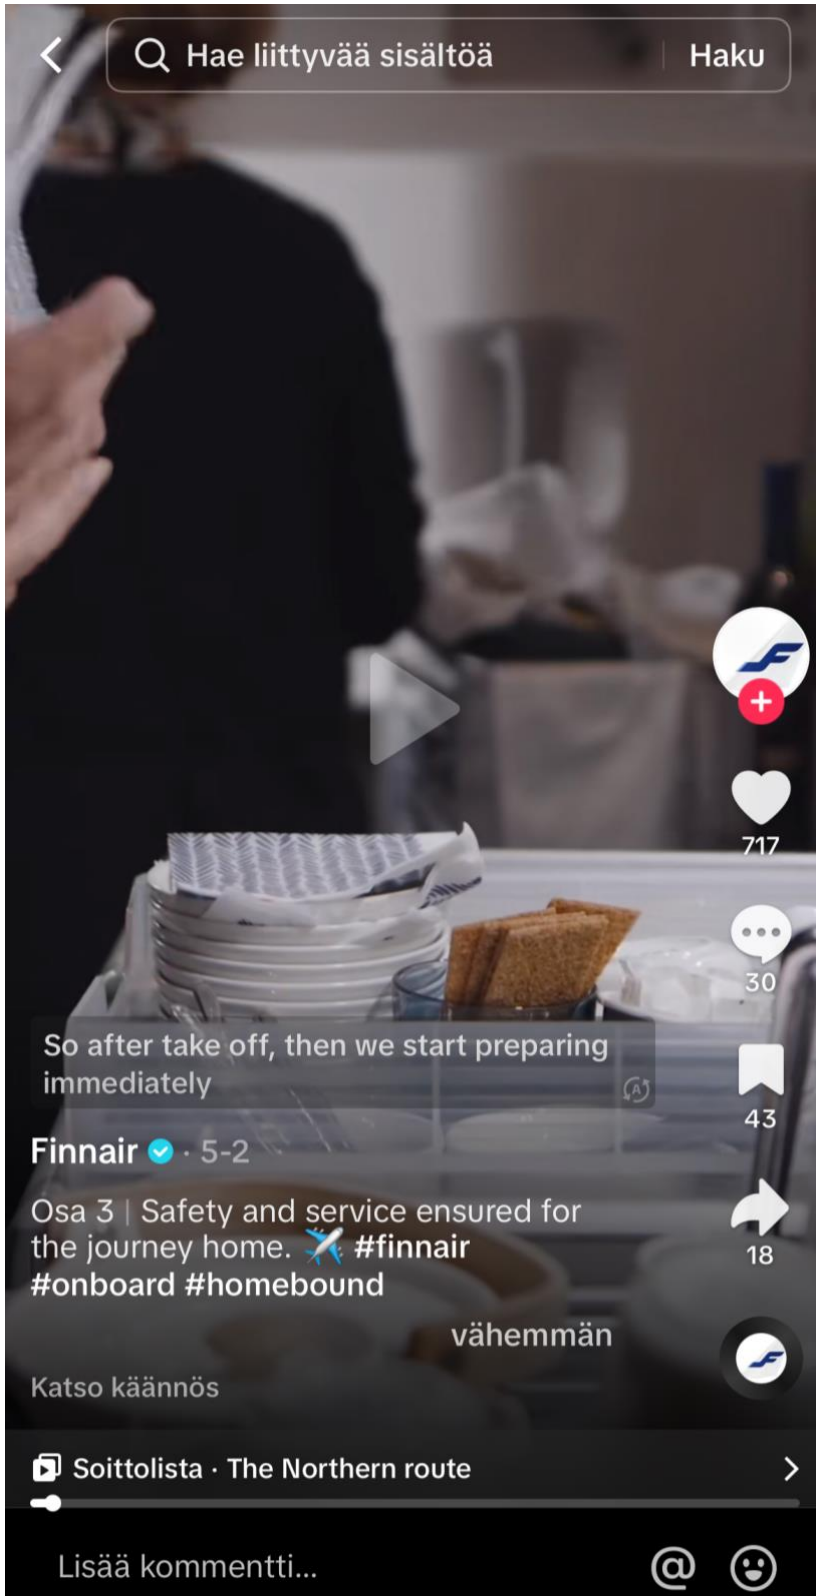 Hae liittyvää sisältöä Haku
717
30
So after take off, then we start preparing
immediately
43
Finnair · 5-2
Osa 3 | Safety and service ensured for
the journey home. ✈️ #finnair
#onboard #homebound
18
vähemmän
Katso käännös
Soittolista · The Northern route
Lisää kommentti...